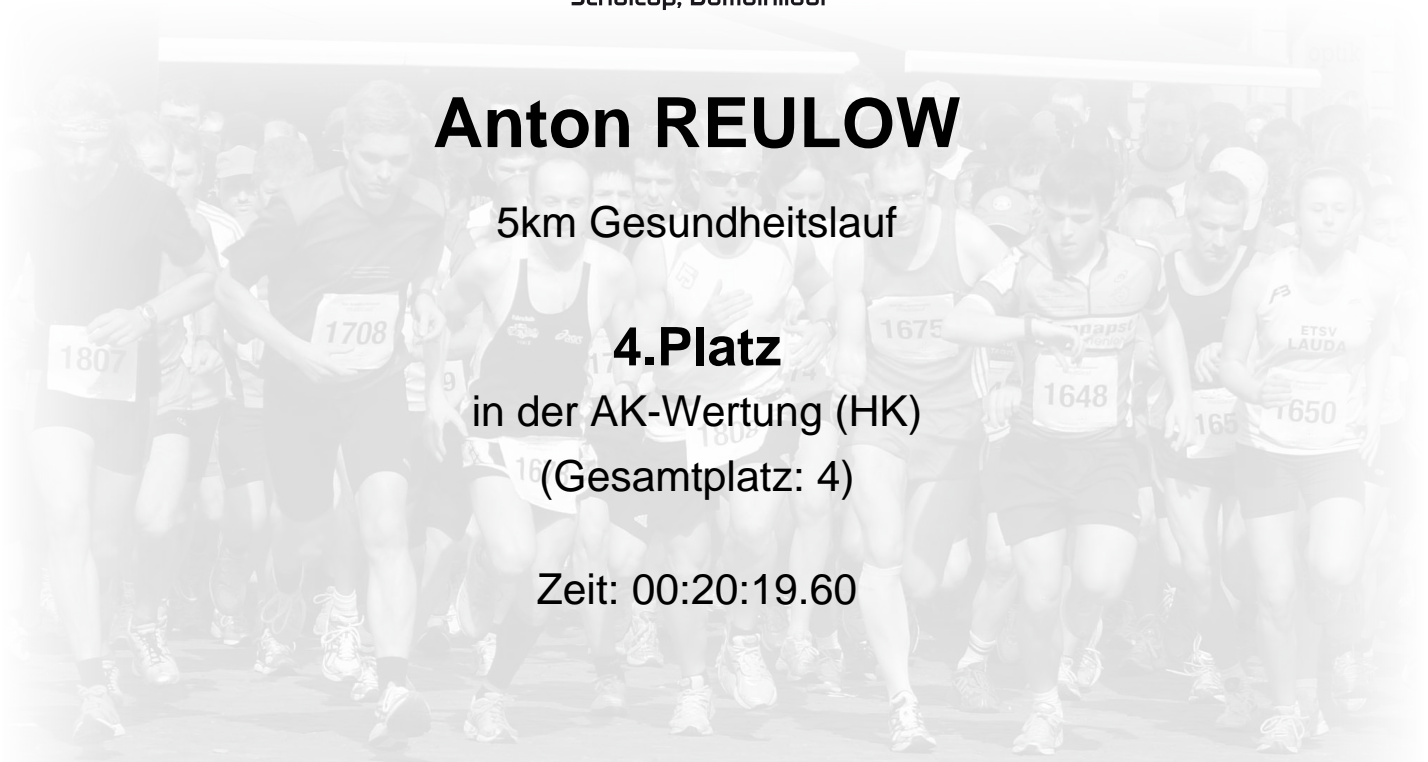 Anton REULOW
5km Gesundheitslauf
4.Platz
in der AK-Wertung (HK)
(Gesamtplatz: 4)
Zeit: 00:20:19.60
1807
1708
1675
1648
1650
165
ETSV
LAUDA